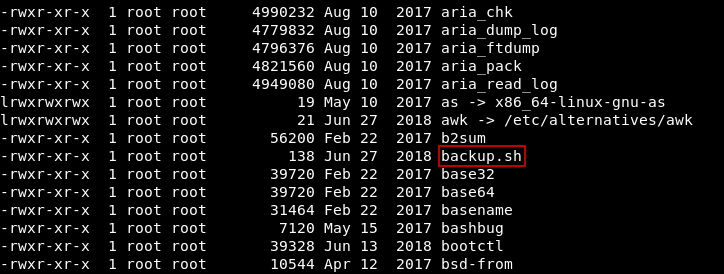 -rwxr-xr-x 1 root root 4990232 Aug 10 2017 aria_chk
-rwxr-xr-x 1 root root 4779832 Aug 10 2017 aria_dump_log
-rwxr-xr-x 1 root root 4796376 Aug 10 2017 aria_ftdump
-rwxr-xr-x 1 root root 4821560 Aug 10 2017 aria_pack
-rwxr-xr-x 1 root root 4949080 Aug 10 2017 aria_read_log
lrwxrwxrwx 1 root root 19 May 10 2017 as -> x86_64-linux-gnu-as
lrwxrwxrwx 1 root root 21 Jun 27 2018 awk -> /etc/alternatives/awk
-rwxr-xr-x 1 root root 56200 Feb 22 2017 b2sum
-rwxr-xr-x 1 root root 138 Jun 27 2018 backup.sh
-rwxr-xr-x 1 root root 39720 Feb 22 2017 base32
-rwxr-xr-x 1 root root 39720 Feb 22 2017 base64
-rwxr-xr-x 1 root root 31464 Feb 22 2017 basename
-rwxr-xr-x 1 root root 7120 May 15 2017 bashbug
-rwxr-xr-x 1 root root 39328 Jun 13 2018 bootctl
-rwxr-xr-x 1 root root 10544 Apr 12 2017 bsd-from